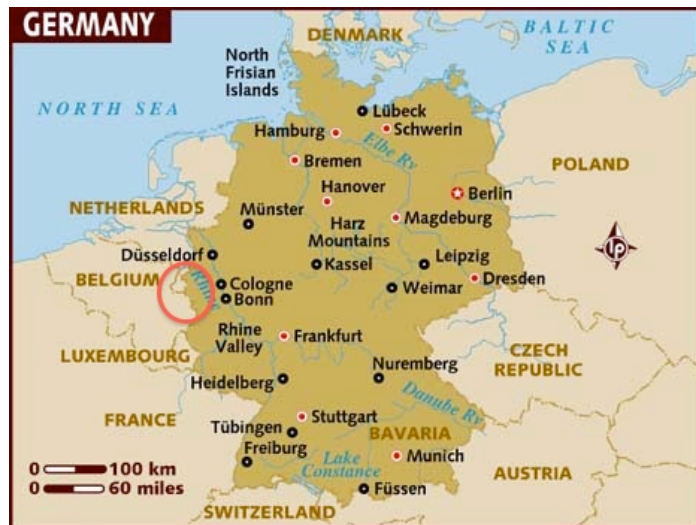 GERMANY
DENMARK
BALTIC
SEA
North
Frisian
Islands
NORTH SEA
Lübeck
Hamburg
Schwerin
Elbe Rv
Bremen
POLAND
Hanover
Berlin
NETHERLANDS
Münster
Harz
Mountains
Magdeburg
LP
Düsseldorf
Kassel
Leipzig
BELGIUM
Rhine
Cologne
Bonn
Weimar
Dresden
Rhine
Valley
Frankfurt
LUXEMBOURG
CZECH
REPUBLIC
Heidelberg
Nuremberg
Danube Rv
FRANCE
Tübingen
Stuttgart
BAVARIA
Freiburg
Lake
Constance
Munich
0 100 km
0 60 miles
Füssen
AUSTRIA
SWITZERLAND